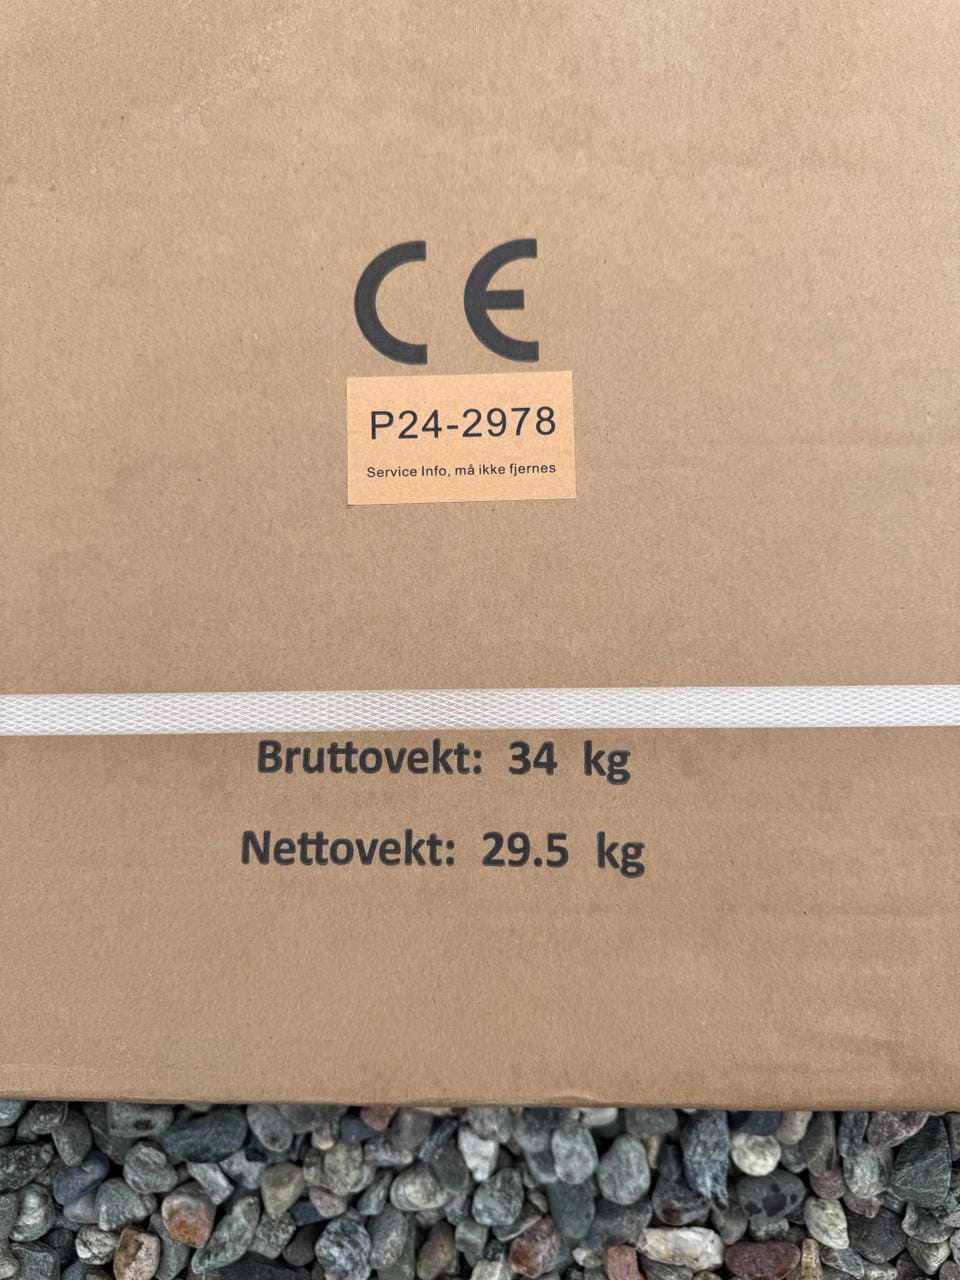 CE
P24-2978
Service Info, må ikke fjernes
Bruttovekt: 34 kg
Nettovekt: 29.5 kg